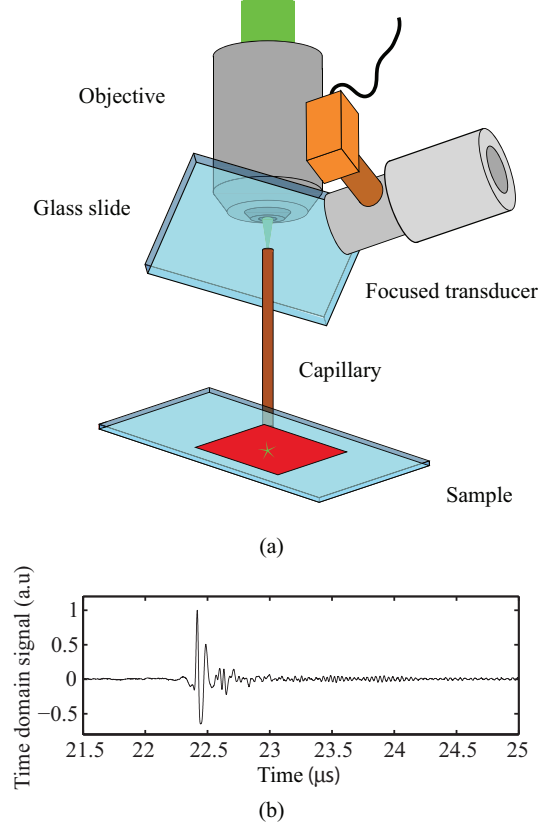 Objective
Glass slide
Focused transducer
Capillary
Sample
(a)
Time domain signal (a.u)
1
0.5
0
−0.5
21.5 22 22.5 23 23.5 24 24.5 25
Time (μs)
(b)